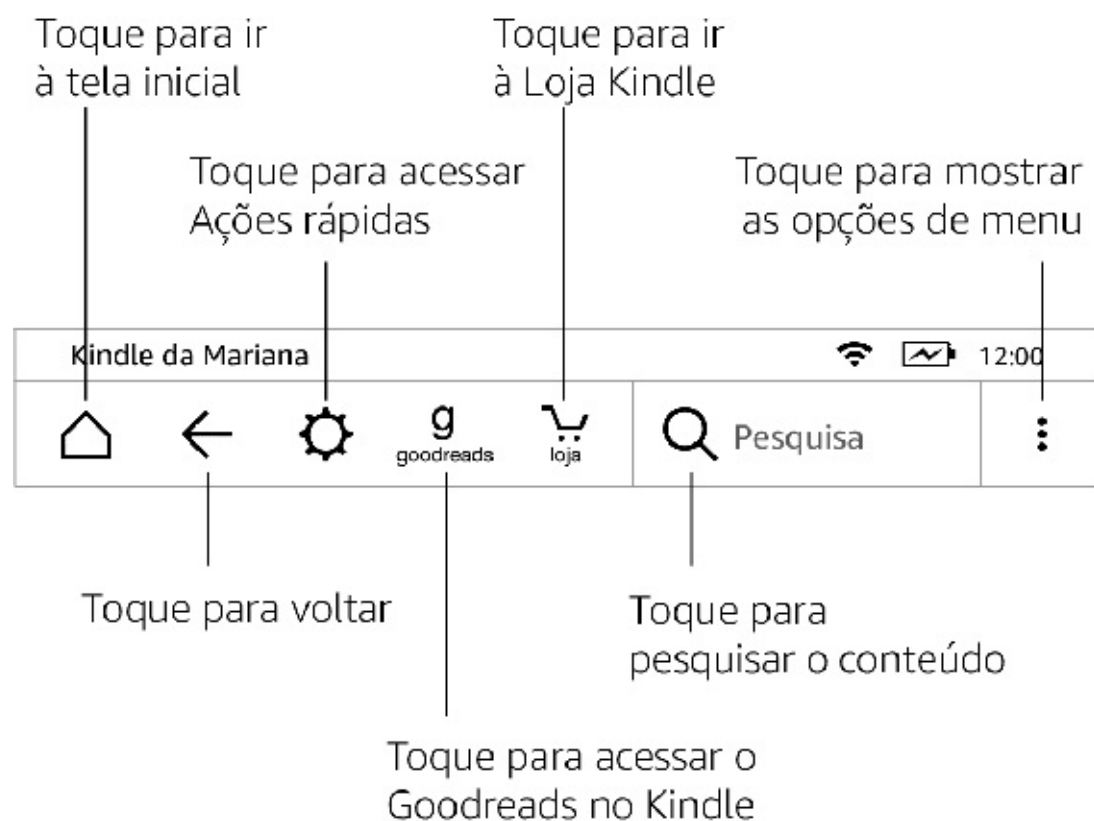 Toque para ir
à tela inicial
Toque para ir
à Loja Kindle
Toque para acessar
Ações rápidas
Toque para mostrar
as opções de menu
Kindle da Mariana
12:00
g
goodreads
loja
Pesquisa
Toque para voltar
Toque para
pesquisar o conteúdo
Toque para acessar o
Goodreads no Kindle